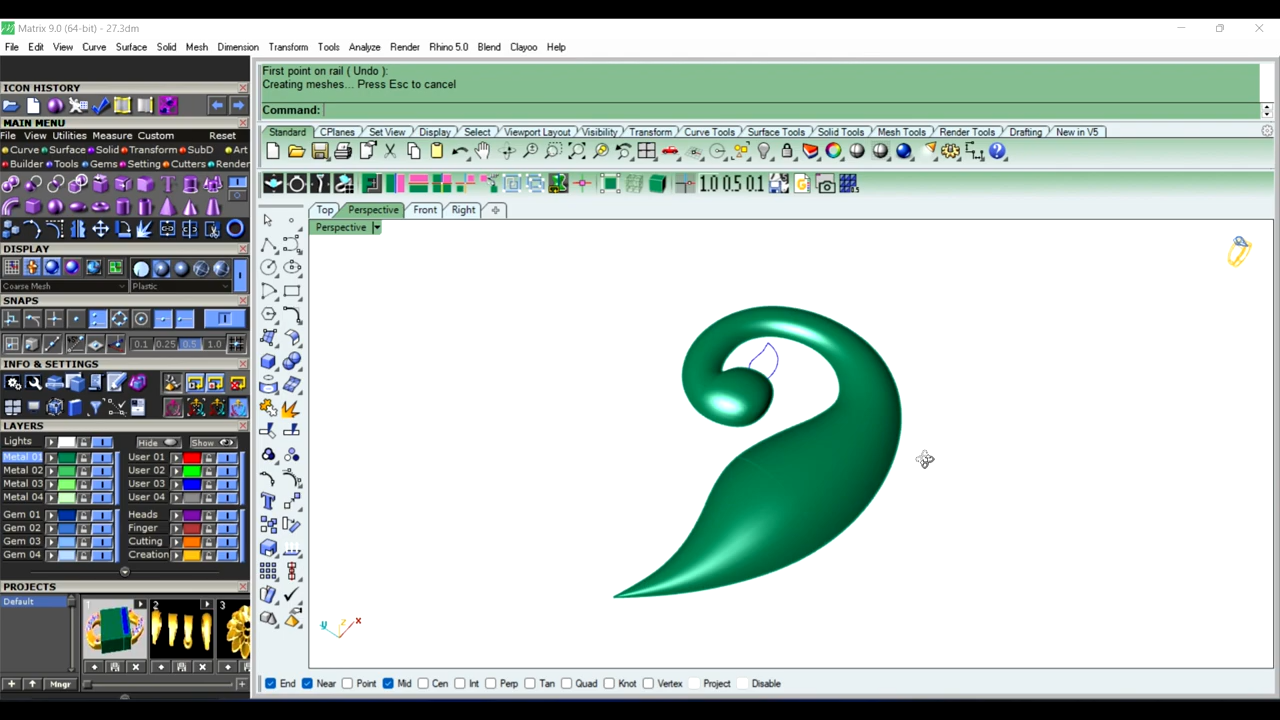 Matrix 9.0 (64-bit) - 27.3dm
File Edit View Curve Surface Solid Mesh Dimension Transform Tools Analyze Render Rhino 5.0 Blend Clayoo Help
First point on rail ( Undo ):
Creating meshes... Press Esc to cancel
Command:
Standard CPlanes Set View Display Select Viewport Layout Visibility Transform Curve Tools Surface Tools Solid Tools Mesh Tools Render Tools Drafting New in V5
1.0 0.5 0.1
Top Perspective Front Right
Perspective
ICON HISTORY
MAIN MENU
File View Utilities Measure Custom Reset
Curve Surface Solid Transform SubD Art
Builder Tools Gems Setting Cutters Render
DISPLAY
Coarse Mesh Plastic
SNAPS
0.1 0.25 0.5 1.0
INFO & SETTINGS
LAYERS
Lights Hide Show
Metal 01 User 01
Metal 02 User 02
Metal 03 User 03
Metal 04 User 04
Gem 01 Heads
Gem 02 Finger
Gem 03 Cutting
Gem 04 Creation
PROJECTS
Default 1 2 3
Mngr
y z x
End Near Point Mid Cen Int Perp Tan Quad Knot Vertex Project Disable